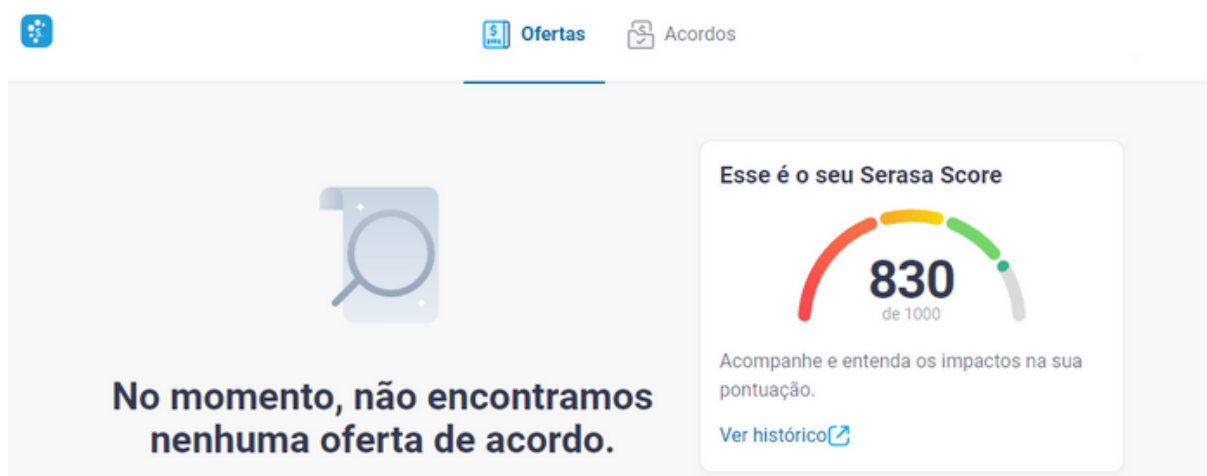 Ofertas
Acordos
No momento, não encontramos
nenhuma oferta de acordo.
Esse é o seu Serasa Score
830
de 1000
Acompanhe e entenda os impactos na sua
pontuação.
Ver histórico